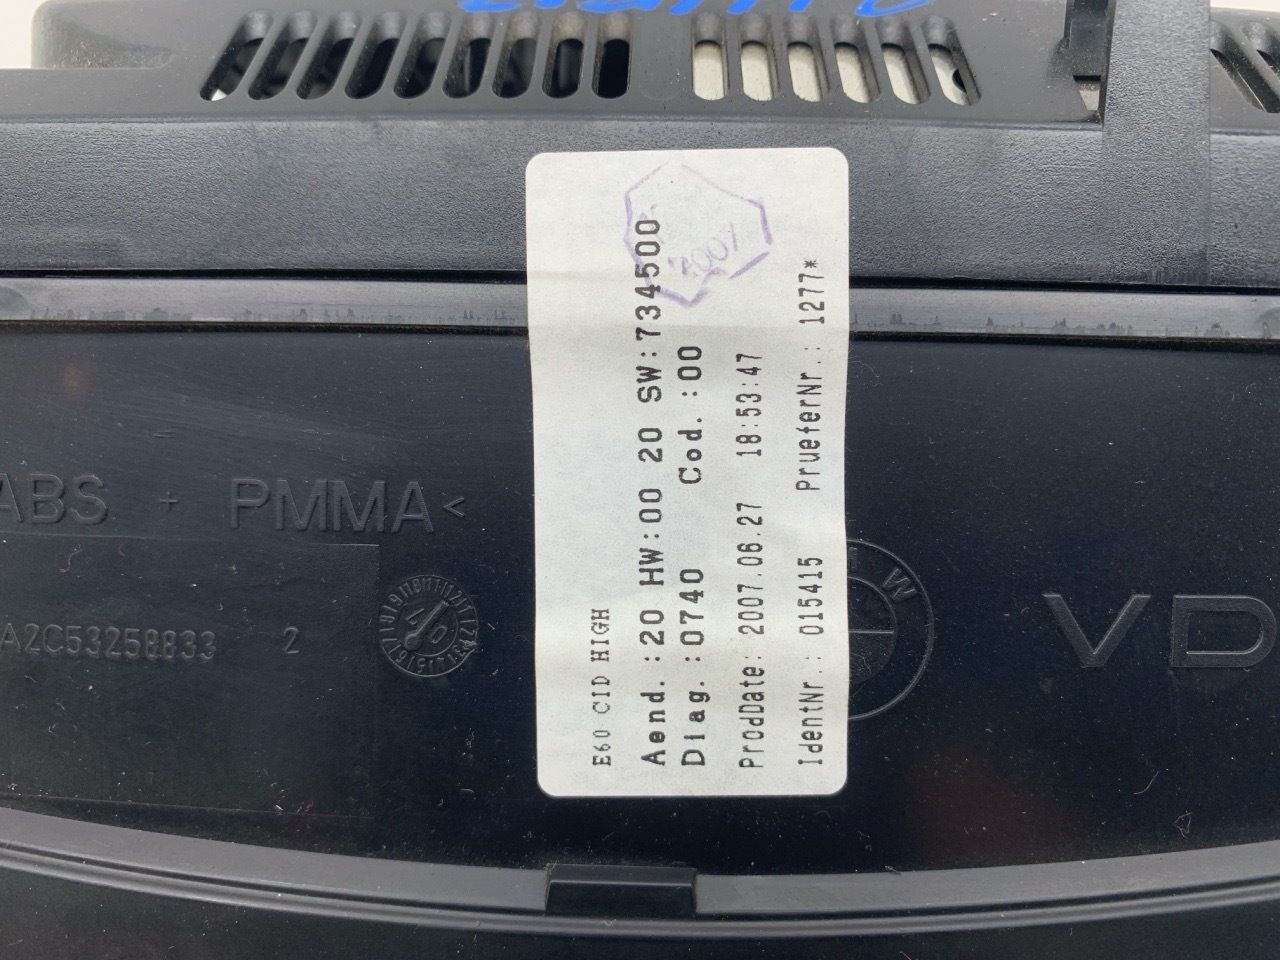 E60 CID HIGH
Aend.:20 HW:00 20 SW:734500
Diag.:0740 Cod.:00
ProdDate: 2007.06.27 18:53:47
IdentNr.: 015415 PrueferNr.: 1277*
2007
ABS + PMMA<
A2C53258833 2
VD